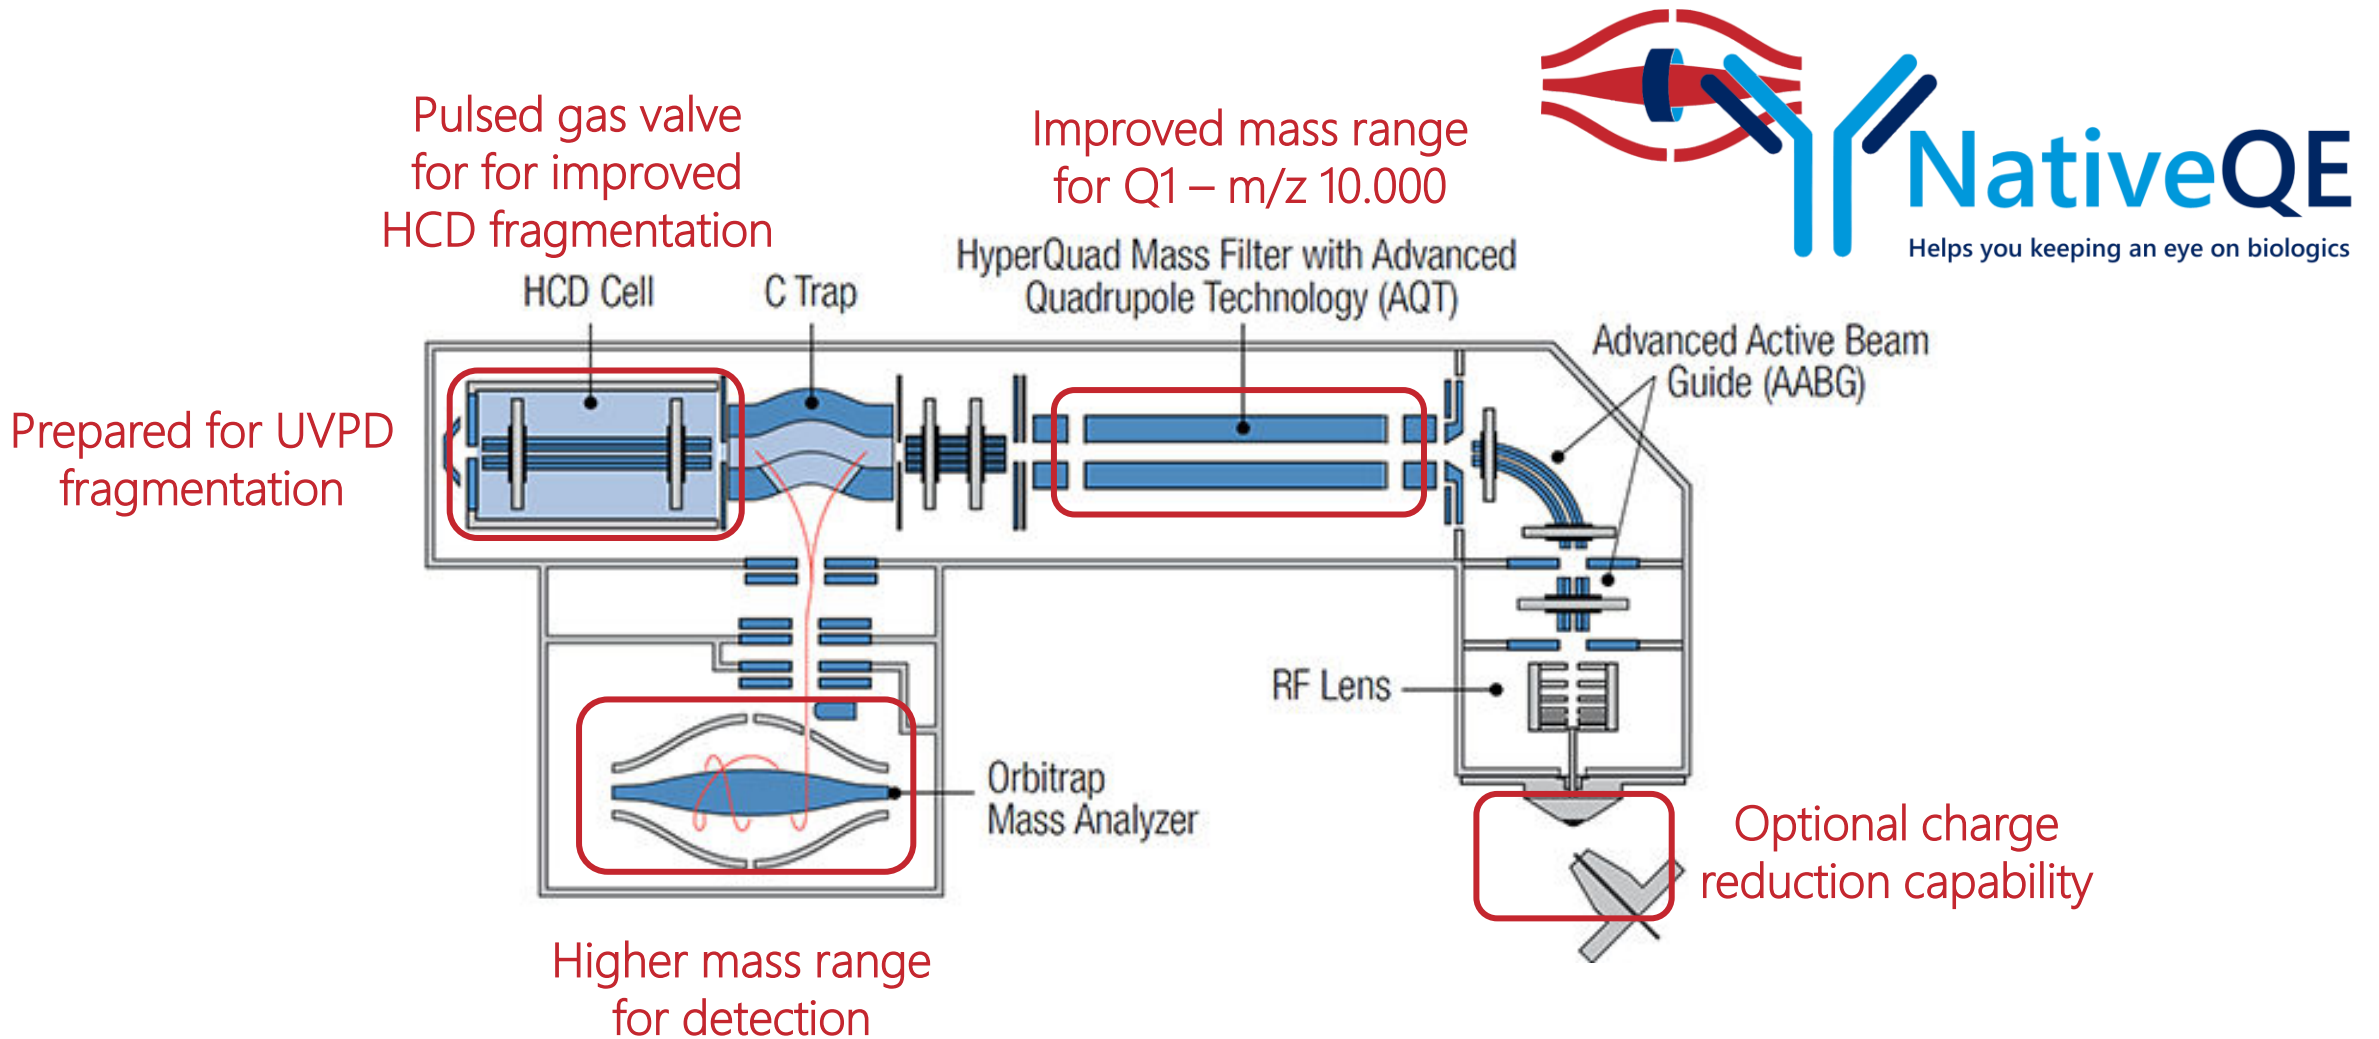 Pulsed gas valve
for for improved
HCD fragmentation
Improved mass range
for Q1 – m/z 10.000
NativeQE
Helps you keeping an eye on biologics
HyperQuad Mass Filter with Advanced
Quadrupole Technology (AQT)
HCD Cell
C Trap
Advanced Active Beam
Guide (AABG)
Prepared for UVPD
fragmentation
RF Lens
Orbitrap
Mass Analyzer
Optional charge
reduction capability
Higher mass range
for detection